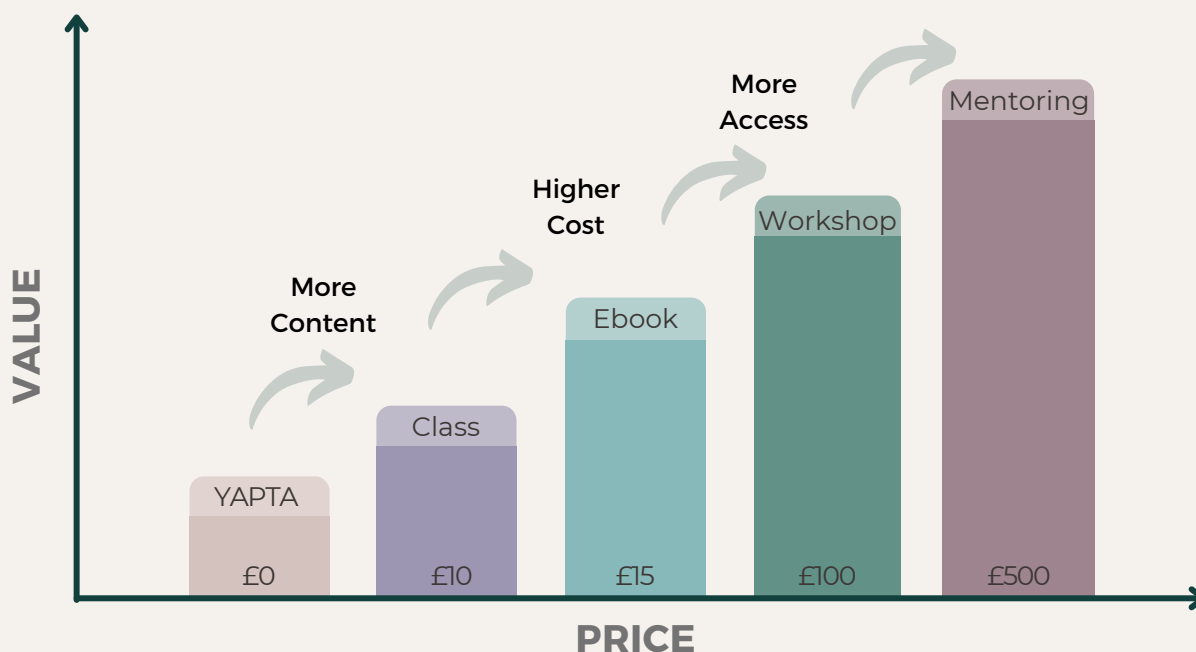 More
Access
Mentoring
Higher
Cost
Workshop
More
Content
Ebook
Class
YAPTA
£0
£10
£15
£100
£500
VALUE
PRICE